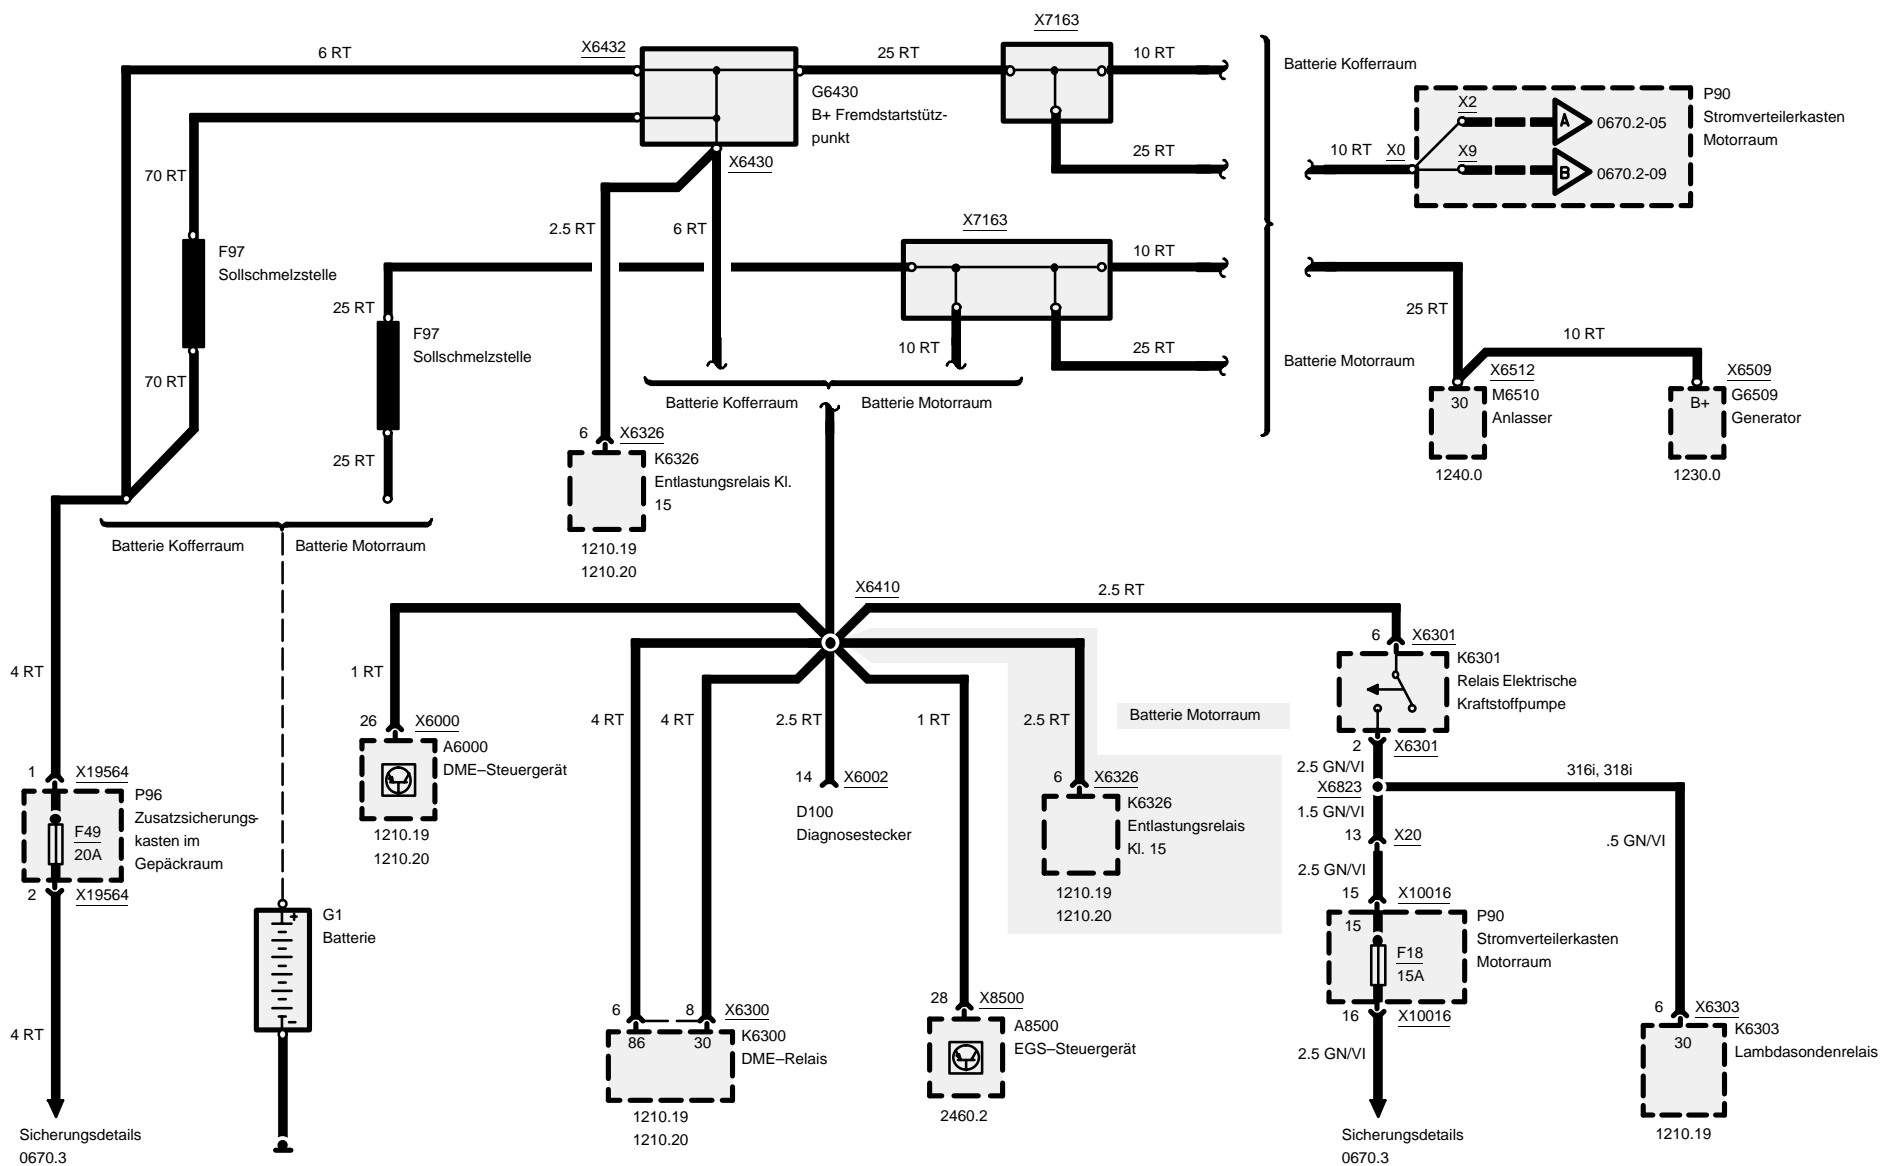 X7163
6 RT
X6432
25 RT
10 RT
Batterie Kofferraum
G6430
B+ Fremdstartstütz-
punkt
X6430
P90
Stromverteilerkasten
Motorraum
X2
A
0670.2-05
10 RT
X0
X9
B
0670.2-09
25 RT
70 RT
2.5 RT
6 RT
X7163
10 RT
F97
Sollschmelzstelle
25 RT
F97
Sollschmelzstelle
25 RT
10 RT
10 RT
25 RT
Batterie Motorraum
70 RT
X6512
M6510
Anlasser
30
1240.0
X6509
G6509
Generator
B+
1230.0
Batterie Kofferraum
Batterie Motorraum
25 RT
6
X6326
K6326
Entlastungsrelais Kl.
15
1210.19
1210.20
Batterie Kofferraum
Batterie Motorraum
X6410
2.5 RT
4 RT
1 RT
4 RT
4 RT
2.5 RT
1 RT
2.5 RT
Batterie Motorraum
6
X6301
K6301
Relais Elektrische
Kraftstoffpumpe
2
X6301
26
X6000
A6000
DME–Steuergerät
1210.19
1210.20
14
X6002
D100
Diagnosestecker
6
X6326
K6326
Entlastungsrelais
Kl. 15
1210.19
1210.20
2.5 GN/VI
X6823
1.5 GN/VI
316i, 318i
13
X20
.5 GN/VI
2.5 GN/VI
15
X10016
1
X19564
P96
Zusatzsicherungs-
kasten im
Gepäckraum
F49
20A
2
X19564
G1
Batterie
+
-
15
P90
Stromverteilerkasten
Motorraum
F18
15A
16
X10016
2.5 GN/VI
4 RT
6
8
X6300
86
30
K6300
DME–Relais
1210.19
1210.20
28
X8500
A8500
EGS–Steuergerät
2460.2
6
X6303
30
K6303
Lambdasondenrelais
1210.19
Sicherungsdetails
0670.3
Sicherungsdetails
0670.3